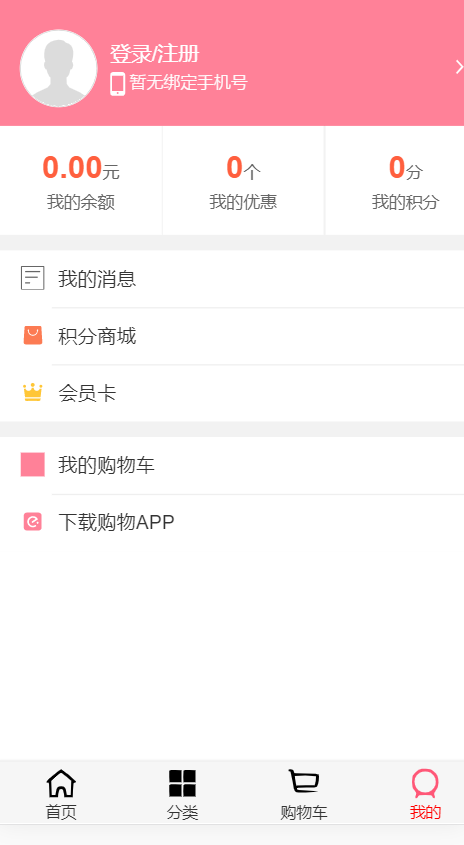 登录/注册
暂无绑定手机号
0.00元
0个
0分
我的余额
我的优惠
我的积分
我的消息
积分商城
会员卡
我的购物车
下载购物APP
首页
分类
购物车
我的